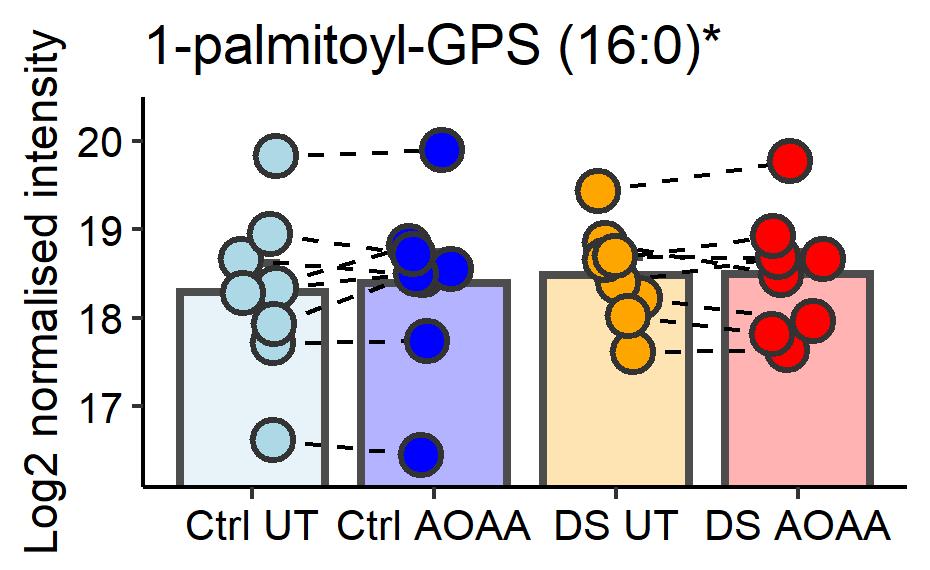 1-palmitoyl-GPS (16:0)*
Log2 normalised intensity
20
19
18
17
Ctrl UT
Ctrl AOAA
DS UT
DS AOAA